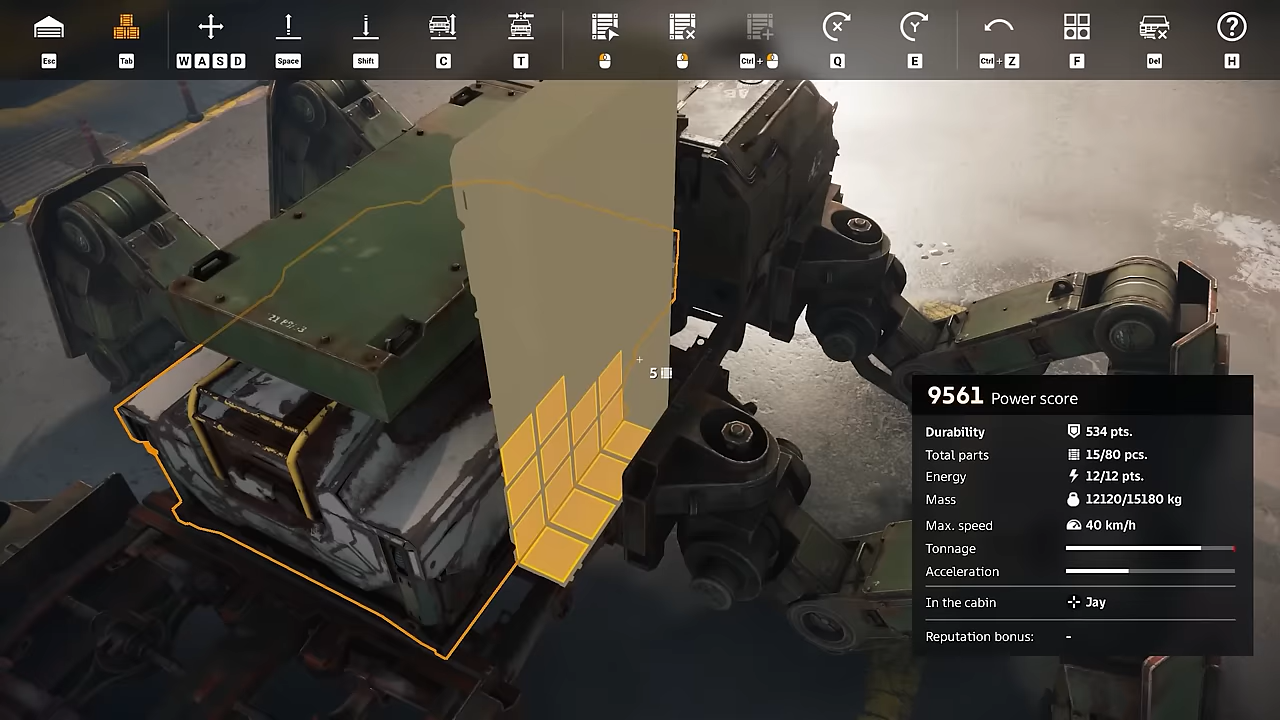 Esc
Tab
W A S D
Space
Shift
C
T
Ctrl +
Q
E
Ctrl + Z
F
Del
H
X
Y
?
5
9561 Power score
Durability 534 pts.
Total parts 15/80 pcs.
Energy 12/12 pts.
Mass 12120/15180 kg
Max. speed 40 km/h
Tonnage
Acceleration
In the cabin Jay
Reputation bonus: -